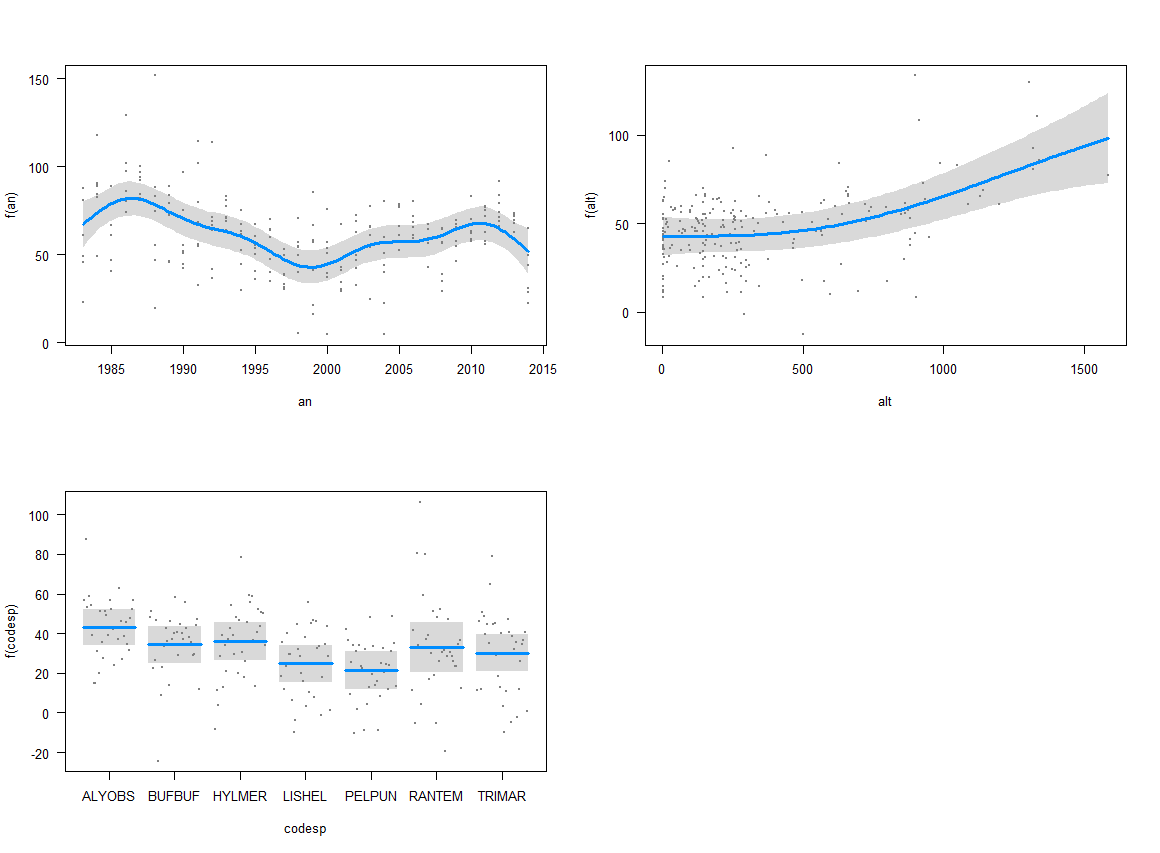 f(an)
150
100
50
0
1985 1990 1995 2000 2005 2010 2015
an
f(alt)
100
50
0
0 500 1000 1500
alt
f(codesp)
100
80
60
40
20
0
-20
ALYOBS BUFBUF HYLMER LISHEL PELPUN RANTEM TRIMAR
codesp